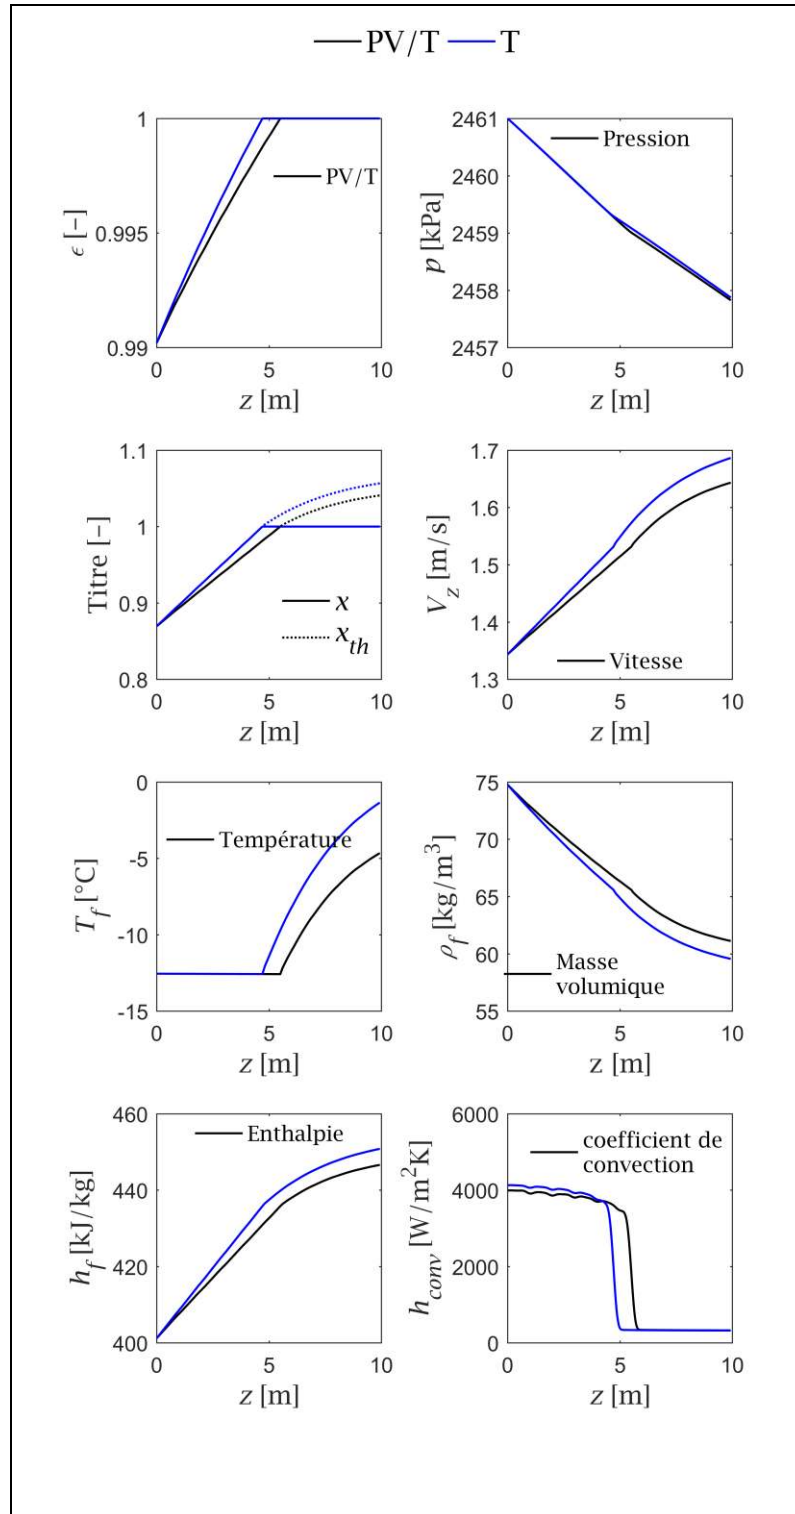 PV/T T
1
0.995
0.99
ϵ [–]
PV/T
0 5 10
z [m]
2461
2460
2459
2458
2457
p [kPa]
Pression
0 5 10
z [m]
1.1
1
0.9
0.8
Titre [–]
x
x_th
0 5 10
z [m]
1.7
1.6
1.5
1.4
1.3
V_z [m/s]
Vitesse
0 5 10
z [m]
0
-5
-10
-15
T_f [°C]
Température
0 5 10
z [m]
75
70
65
60
55
ρ_f [kg/m³]
Masse
volumique
0 5 10
z [m]
460
440
420
400
h_f [kJ/kg]
Enthalpie
0 5 10
z [m]
6000
4000
2000
0
h_conv [W/m²K]
coefficient de
convection
0 5 10
z [m]